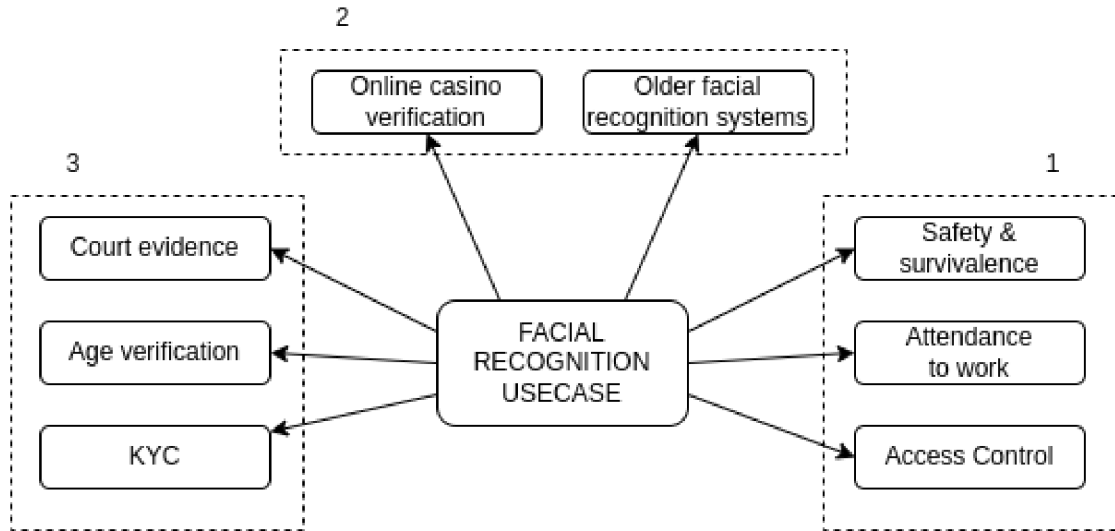 2
Online casino
verification
Older facial
recognition systems
3
1
Court evidence
Safety &
survivalence
FACIAL
RECOGNITION
USECASE
Age verification
Attendance
to work
KYC
Access Control